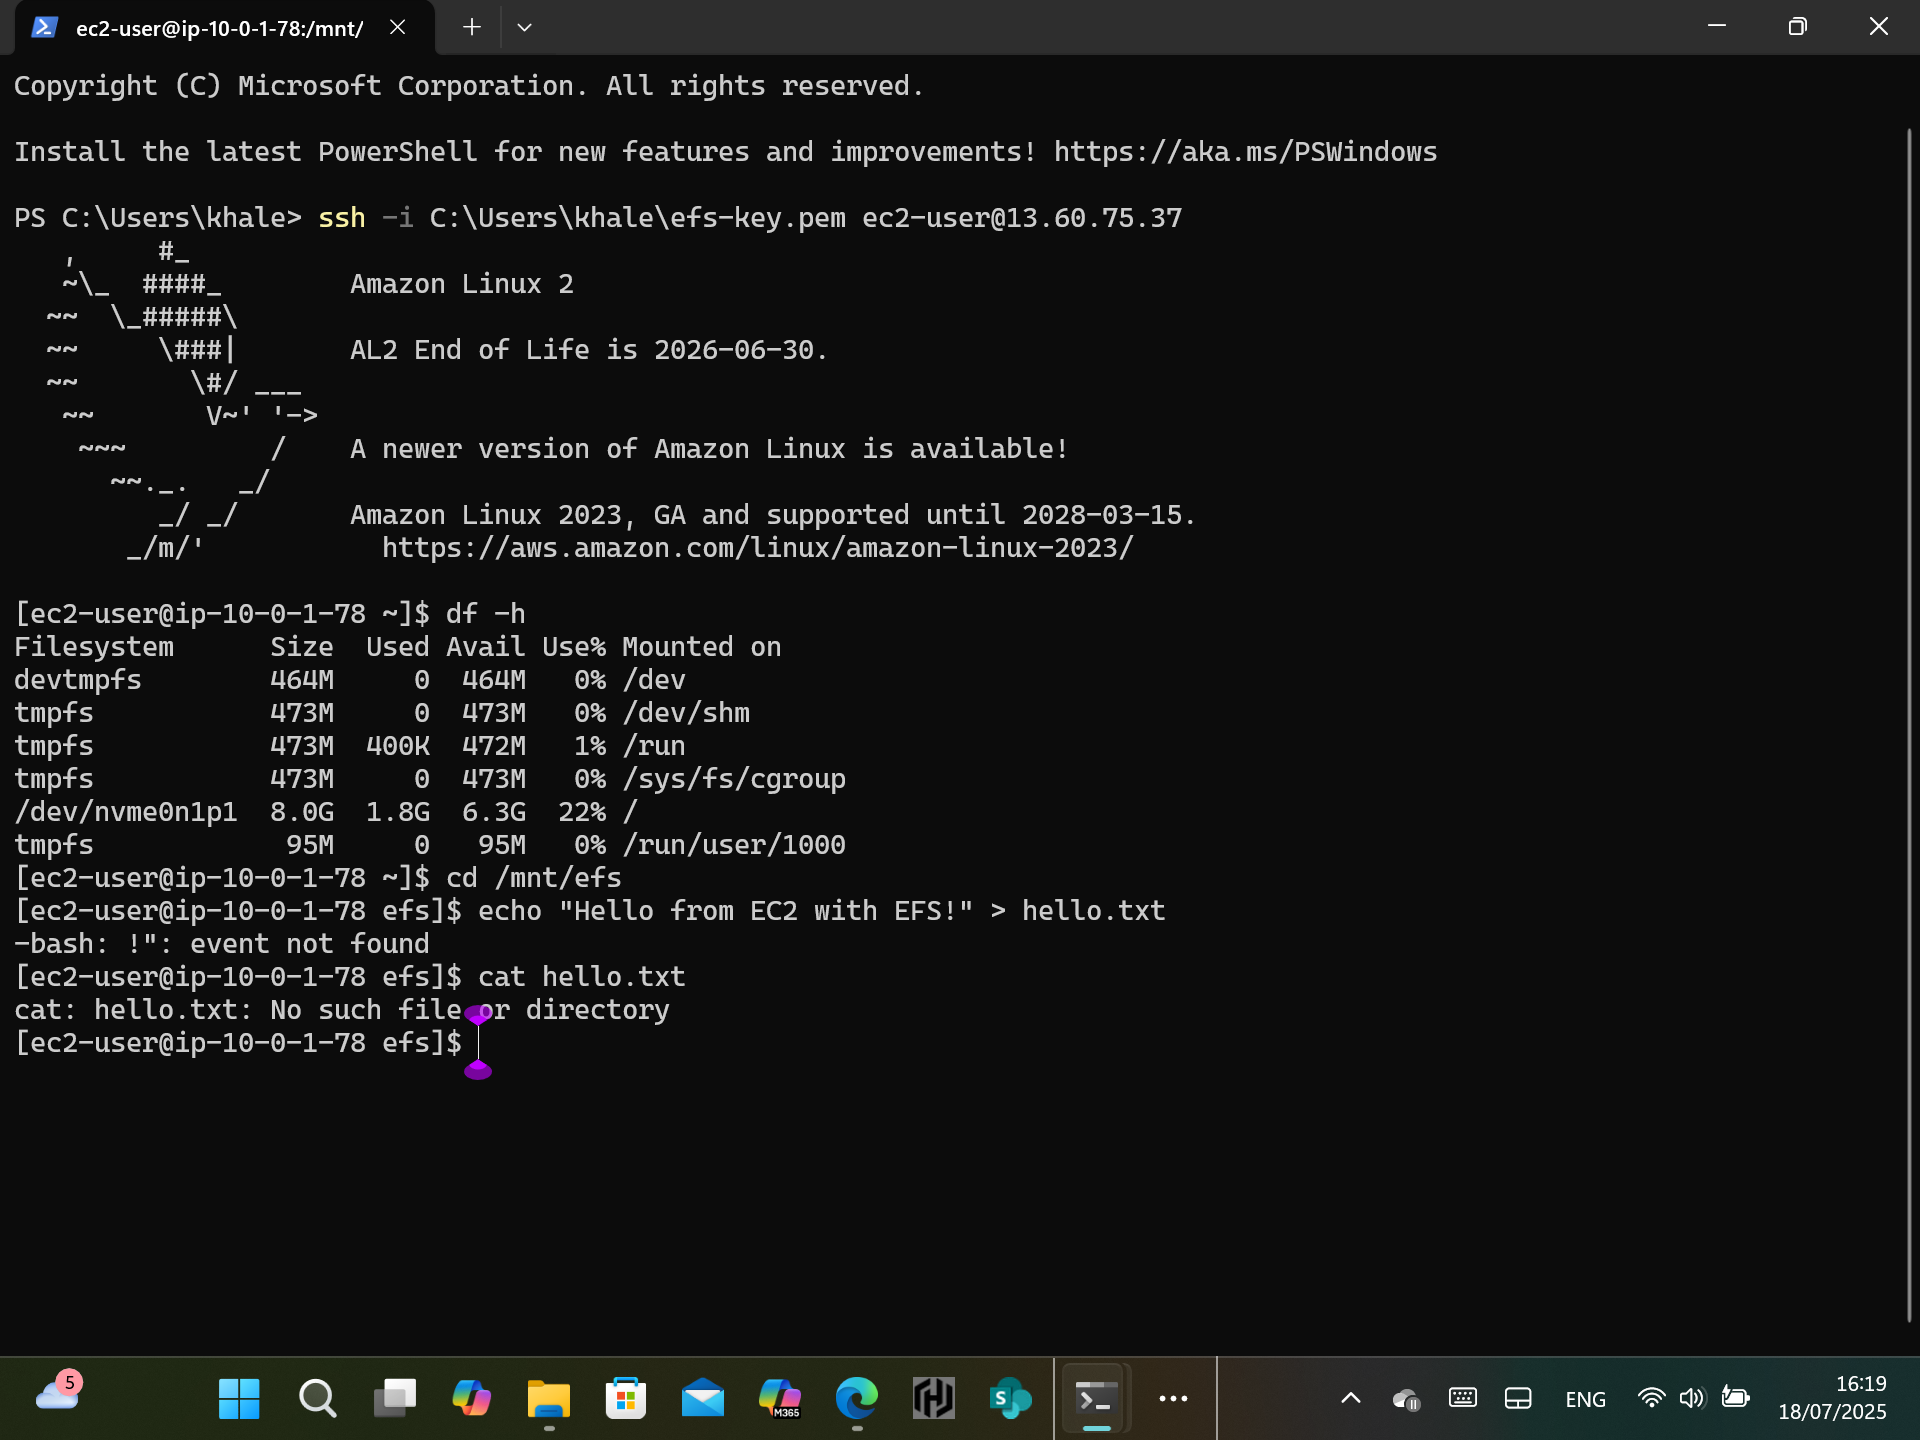 ec2-user@ip-10-0-1-78:/mnt/
Copyright (C) Microsoft Corporation. All rights reserved.
Install the latest PowerShell for new features and improvements! https://aka.ms/PSWindows
PS C:\Users\khale> ssh -i C:\Users\khale\efs-key.pem ec2-user@13.60.75.37
   ,     #_
   ~\_  ####_        Amazon Linux 2
  ~~  \_#####\
  ~~     \###|       AL2 End of Life is 2026-06-30.
  ~~       \#/ ___
   ~~       V~' '->
    ~~~         /    A newer version of Amazon Linux is available!
      ~~._.   _/
         _/ _/       Amazon Linux 2023, GA and supported until 2028-03-15.
       _/m/'           https://aws.amazon.com/linux/amazon-linux-2023/
[ec2-user@ip-10-0-1-78 ~]$ df -h
Filesystem      Size  Used Avail Use% Mounted on
devtmpfs        464M     0  464M   0% /dev
tmpfs           473M     0  473M   0% /dev/shm
tmpfs           473M  400K  472M   1% /run
tmpfs           473M     0  473M   0% /sys/fs/cgroup
/dev/nvme0n1p1  8.0G  1.8G  6.3G  22% /
tmpfs            95M     0   95M   0% /run/user/1000
[ec2-user@ip-10-0-1-78 ~]$ cd /mnt/efs
[ec2-user@ip-10-0-1-78 efs]$ echo "Hello from EC2 with EFS!" > hello.txt
-bash: !": event not found
[ec2-user@ip-10-0-1-78 efs]$ cat hello.txt
cat: hello.txt: No such file or directory
[ec2-user@ip-10-0-1-78 efs]$
5
M365
S
ENG
16:19
18/07/2025